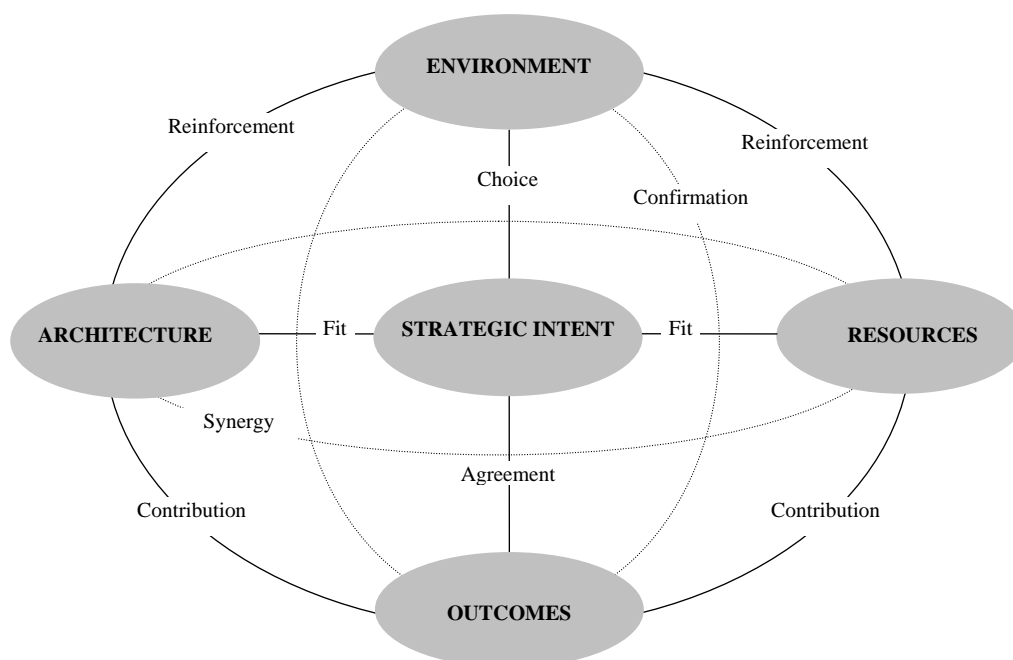 ENVIRONMENT
Reinforcement
Reinforcement
Choice
Confirmation
ARCHITECTURE
Fit
STRATEGIC INTENT
Fit
RESOURCES
Synergy
Agreement
Contribution
Contribution
OUTCOMES